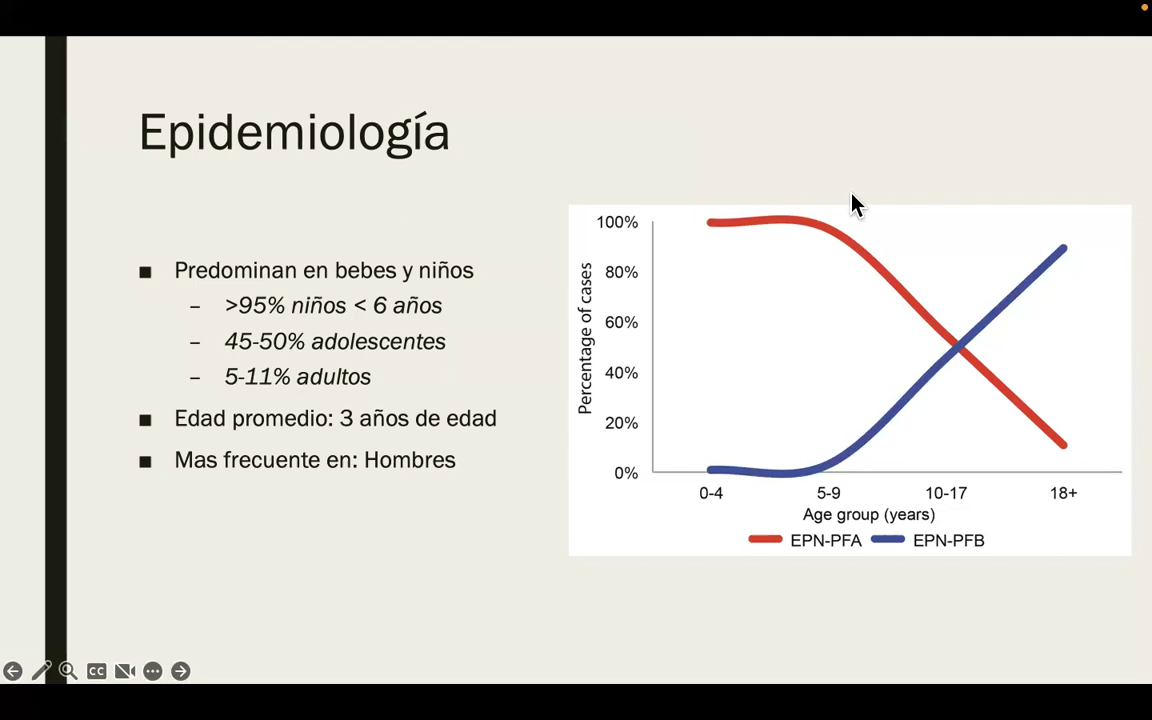 Epidemiología
■ Predominan en bebes y niños
– >95% niños < 6 años
– 45-50% adolescentes
– 5-11% adultos
■ Edad promedio: 3 años de edad
■ Mas frecuente en: Hombres
Percentage of cases
100%
80%
60%
40%
20%
0%
0-4 5-9 10-17 18+
Age group (years)
EPN-PFA EPN-PFB
CC